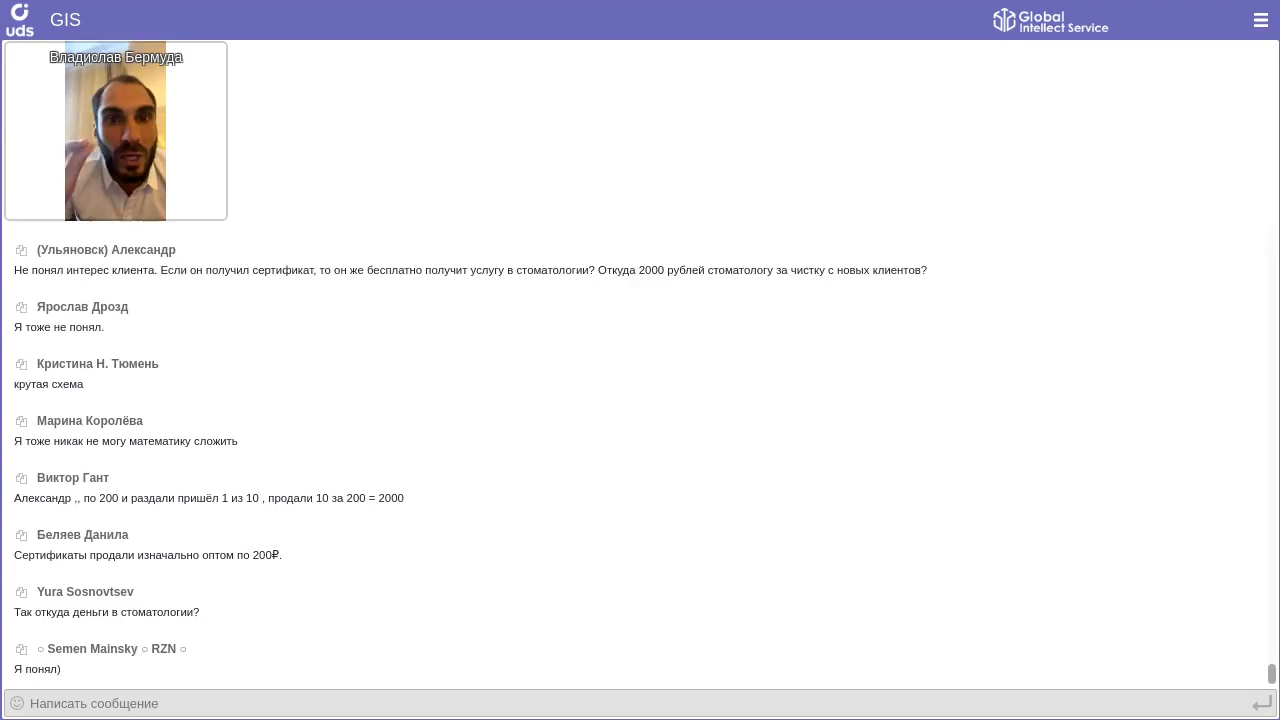 uds
GIS
Global
Intellect Service
Владислав Бермуда
(Ульяновск) Александр
Не понял интерес клиента. Если он получил сертификат, то он же бесплатно получит услугу в стоматологии? Откуда 2000 рублей стоматологу за чистку с новых клиентов?
Ярослав Дрозд
Я тоже не понял.
Кристина Н. Тюмень
крутая схема
Марина Королёва
Я тоже никак не могу математику сложить
Виктор Гант
Александр ,, по 200 и раздали пришёл 1 из 10 , продали 10 за 200 = 2000
Беляев Данила
Сертификаты продали изначально оптом по 200₽.
Yura Sosnovtsev
Так откуда деньги в стоматологии?
○ Semen Mainsky ○ RZN ○
Я понял)
Написать сообщение